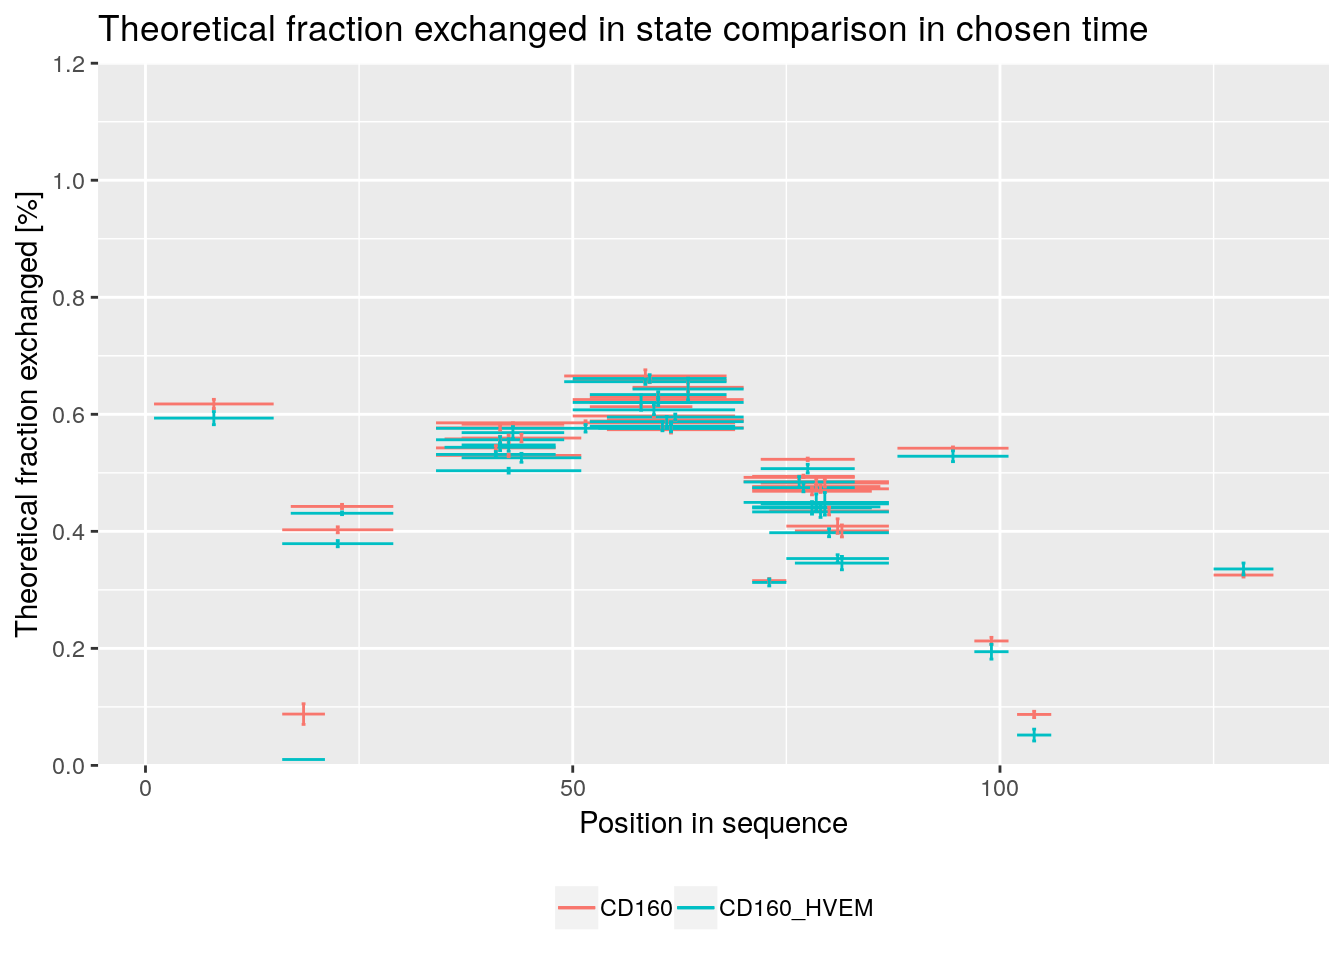 Theoretical fraction exchanged in state comparison in chosen time
Theoretical fraction exchanged [%]
1.2
1.0
0.8
0.6
0.4
0.2
0.0
0 50 100
Position in sequence
CD160 CD160_HVEM